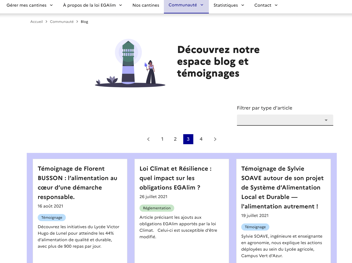 Gérer mes cantines
À propos de la loi EGAlim
Nos cantines
Communauté
Statistiques
Contact
Accueil > Communauté > Blog
Découvrez notre
espace blog et
témoignages
Filtrer par type d'article
1 2 3 4
Témoignage de Florent
BUSSON : l'alimentation au
cœur d'une démarche
responsable.
16 août 2021
Témoignage
Découvrez les initiatives du Lycée Victor
Hugo de Lunel pour atteindre les 44%
d'alimentation de qualité et durable,
avec plus de 900 repas par jour.
Loi Climat et Résilience :
quel impact sur les
obligations EGAlim ?
26 juillet 2021
Réglementation
Article précisant les ajouts aux
obligations EGAlim apportés par la loi
Climat. Celui-ci est susceptible d'être
modifié.
Témoignage de Sylvie
SOAVE autour de son projet
de Système d'Alimentation
Local et Durable —
l'alimentation autrement !
19 juillet 2021
Témoignage
Sylvie SOAVE, ingénieure et enseignante
en agronomie, nous explique les actions
déployées au sein du Lycée agricole,
Campus Vert d'Azur